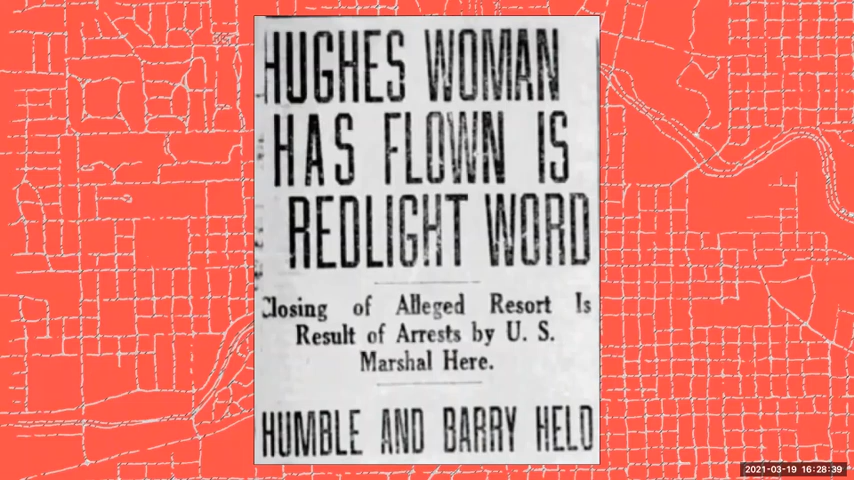 HUGHES WOMAN
HAS FLOWN IS
REDLIGHT WORD
Closing of Alleged Resort Is
Result of Arrests by U. S.
Marshal Here.
HUMBLE AND BARRY HELD
2021-03-19 16:28:39